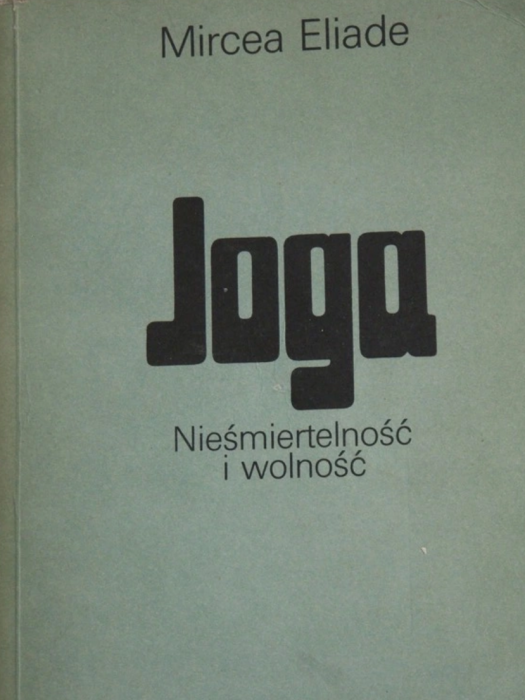 Mircea Eliade
Joga
Nieśmiertelność
i wolność